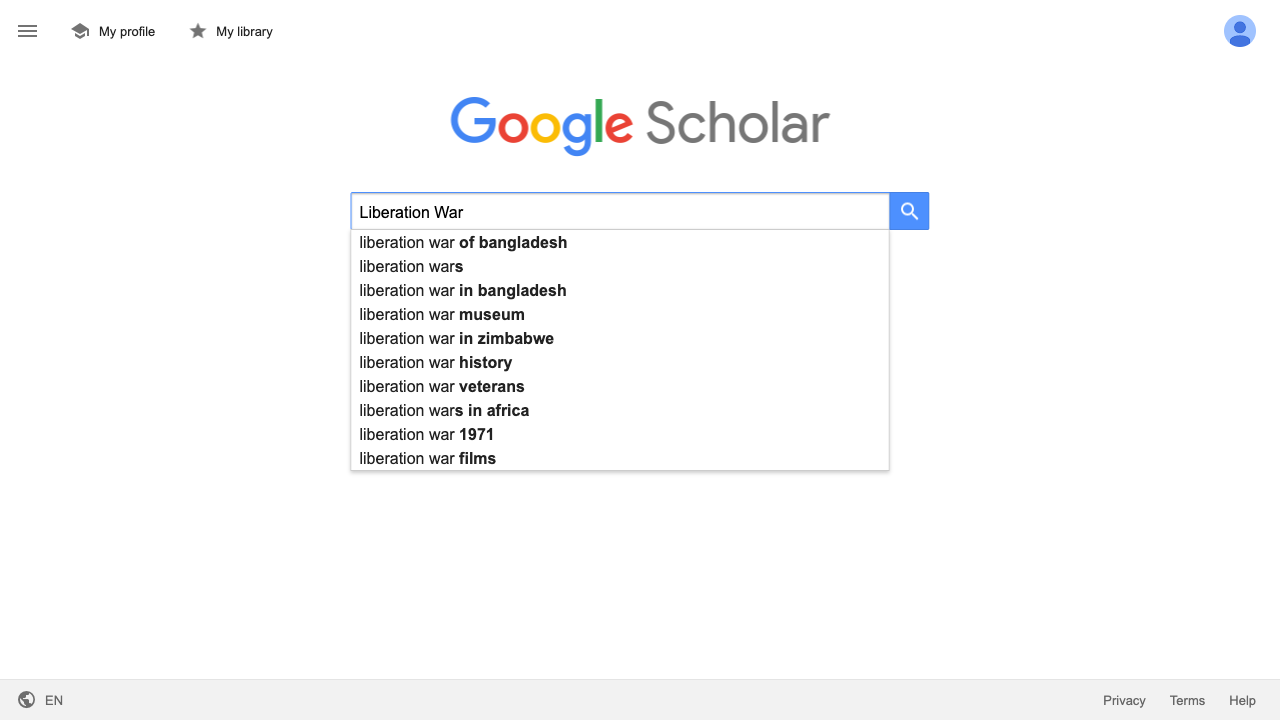 My profile
My library
Google Scholar
Liberation War
liberation war of bangladesh
liberation wars
liberation war in bangladesh
liberation war museum
liberation war in zimbabwe
liberation war history
liberation war veterans
liberation wars in africa
liberation war 1971
liberation war films
EN
Privacy
Terms
Help